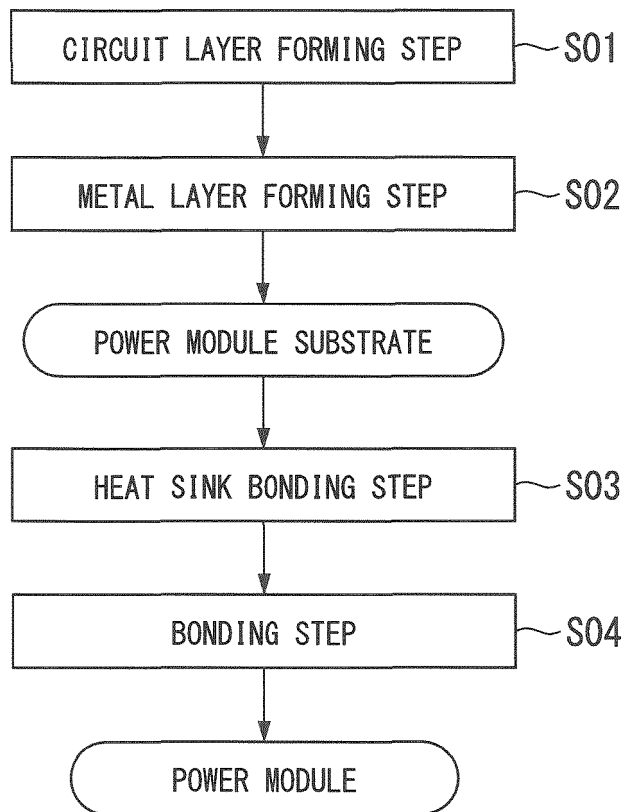 CIRCUIT LAYER FORMING STEP S01
METAL LAYER FORMING STEP S02
POWER MODULE SUBSTRATE
HEAT SINK BONDING STEP S03
BONDING STEP S04
POWER MODULE